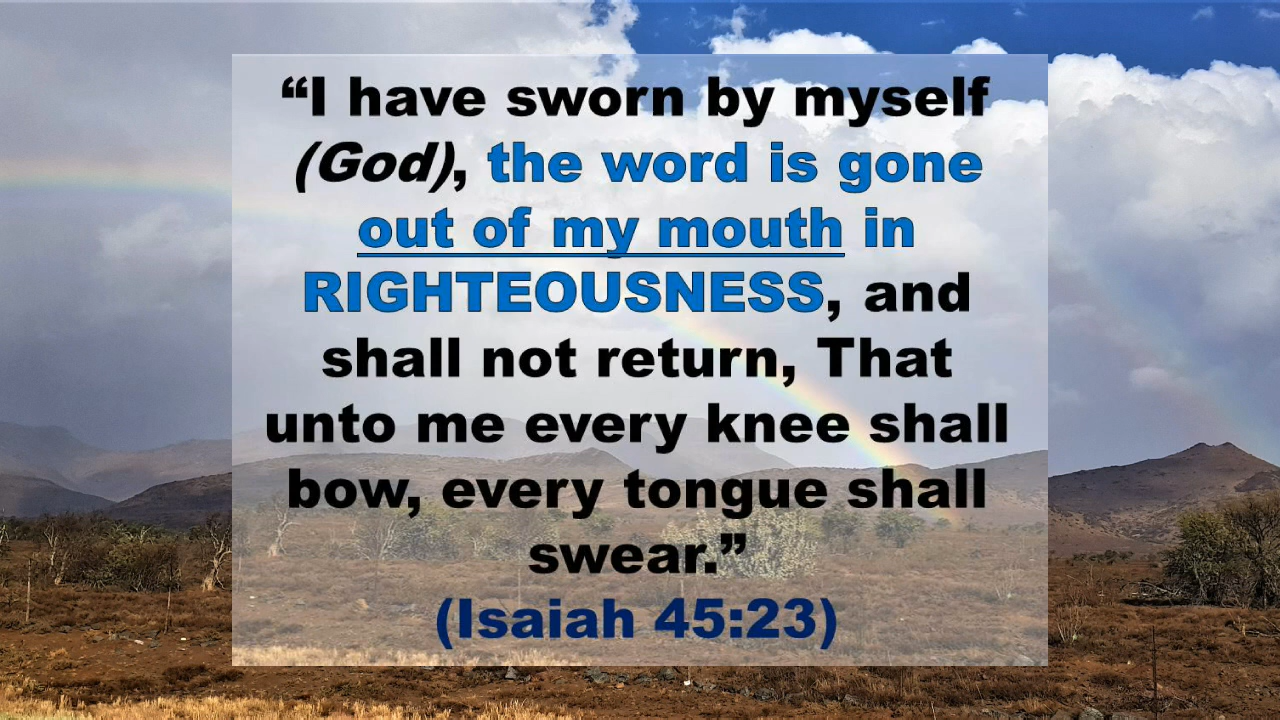 “I have sworn by myself
(God), the word is gone
out of my mouth in
RIGHTEOUSNESS, and
shall not return, That
unto me every knee shall
bow, every tongue shall
swear.”
(Isaiah 45:23)